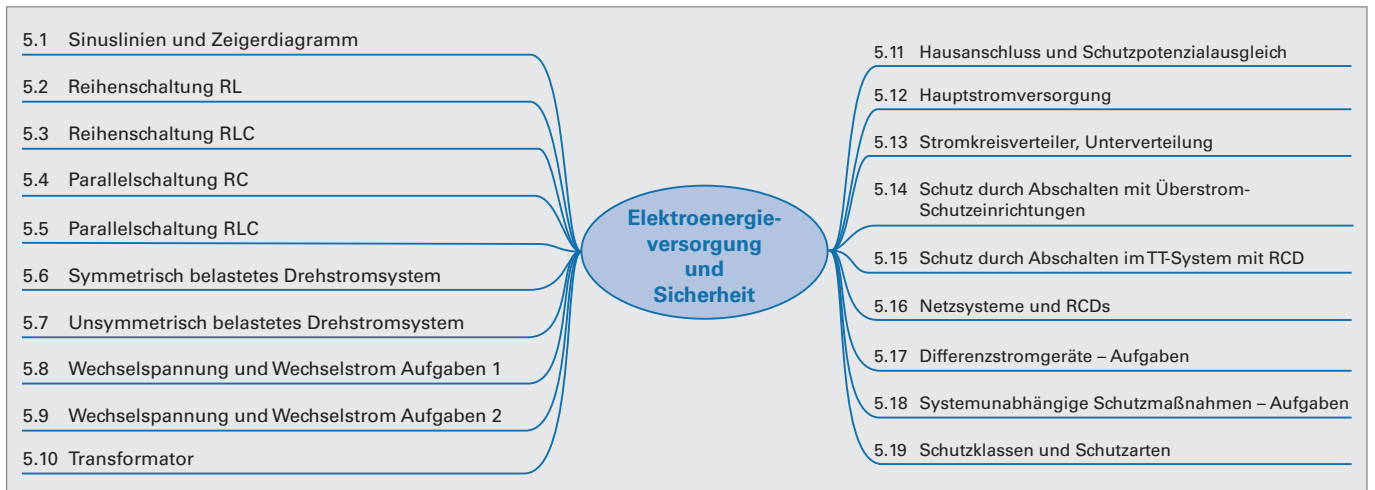 5.1 Sinuslinien und Zeigerdiagramm
5.2 Reihenschaltung RL
5.3 Reihenschaltung RLC
5.4 Parallelschaltung RC
5.5 Parallelschaltung RLC
5.6 Symmetrisch belastetes Drehstromsystem
5.7 Unsymmetrisch belastetes Drehstromsystem
5.8 Wechselspannung und Wechselstrom Aufgaben 1
5.9 Wechselspannung und Wechselstrom Aufgaben 2
5.10 Transformator
Elektroenergie-
versorgung
und
Sicherheit
5.11 Hausanschluss und Schutzpotenzialausgleich
5.12 Hauptstromversorgung
5.13 Stromkreisverteiler, Unterverteilung
5.14 Schutz durch Abschalten mit Überstrom-
Schutzeinrichtungen
5.15 Schutz durch Abschalten im TT-System mit RCD
5.16 Netzsysteme und RCDs
5.17 Differenzstromgeräte – Aufgaben
5.18 Systemunabhängige Schutzmaßnahmen – Aufgaben
5.19 Schutzklassen und Schutzarten